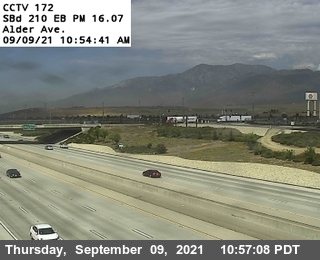 CCTV 172
SBd 210 EB PM 16.07
Alder Ave.
09/09/21 10:54:41 AM
Thursday, September 09, 2021 10:57:08 PDT